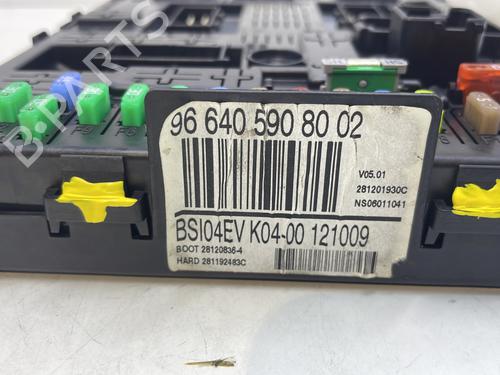 B-PARTS
96 640 590 80 02
V05.01
281201930C
NS06011041
BSI04EV K04-00 121009
BOOT 28120836-4
HARD 281192483C